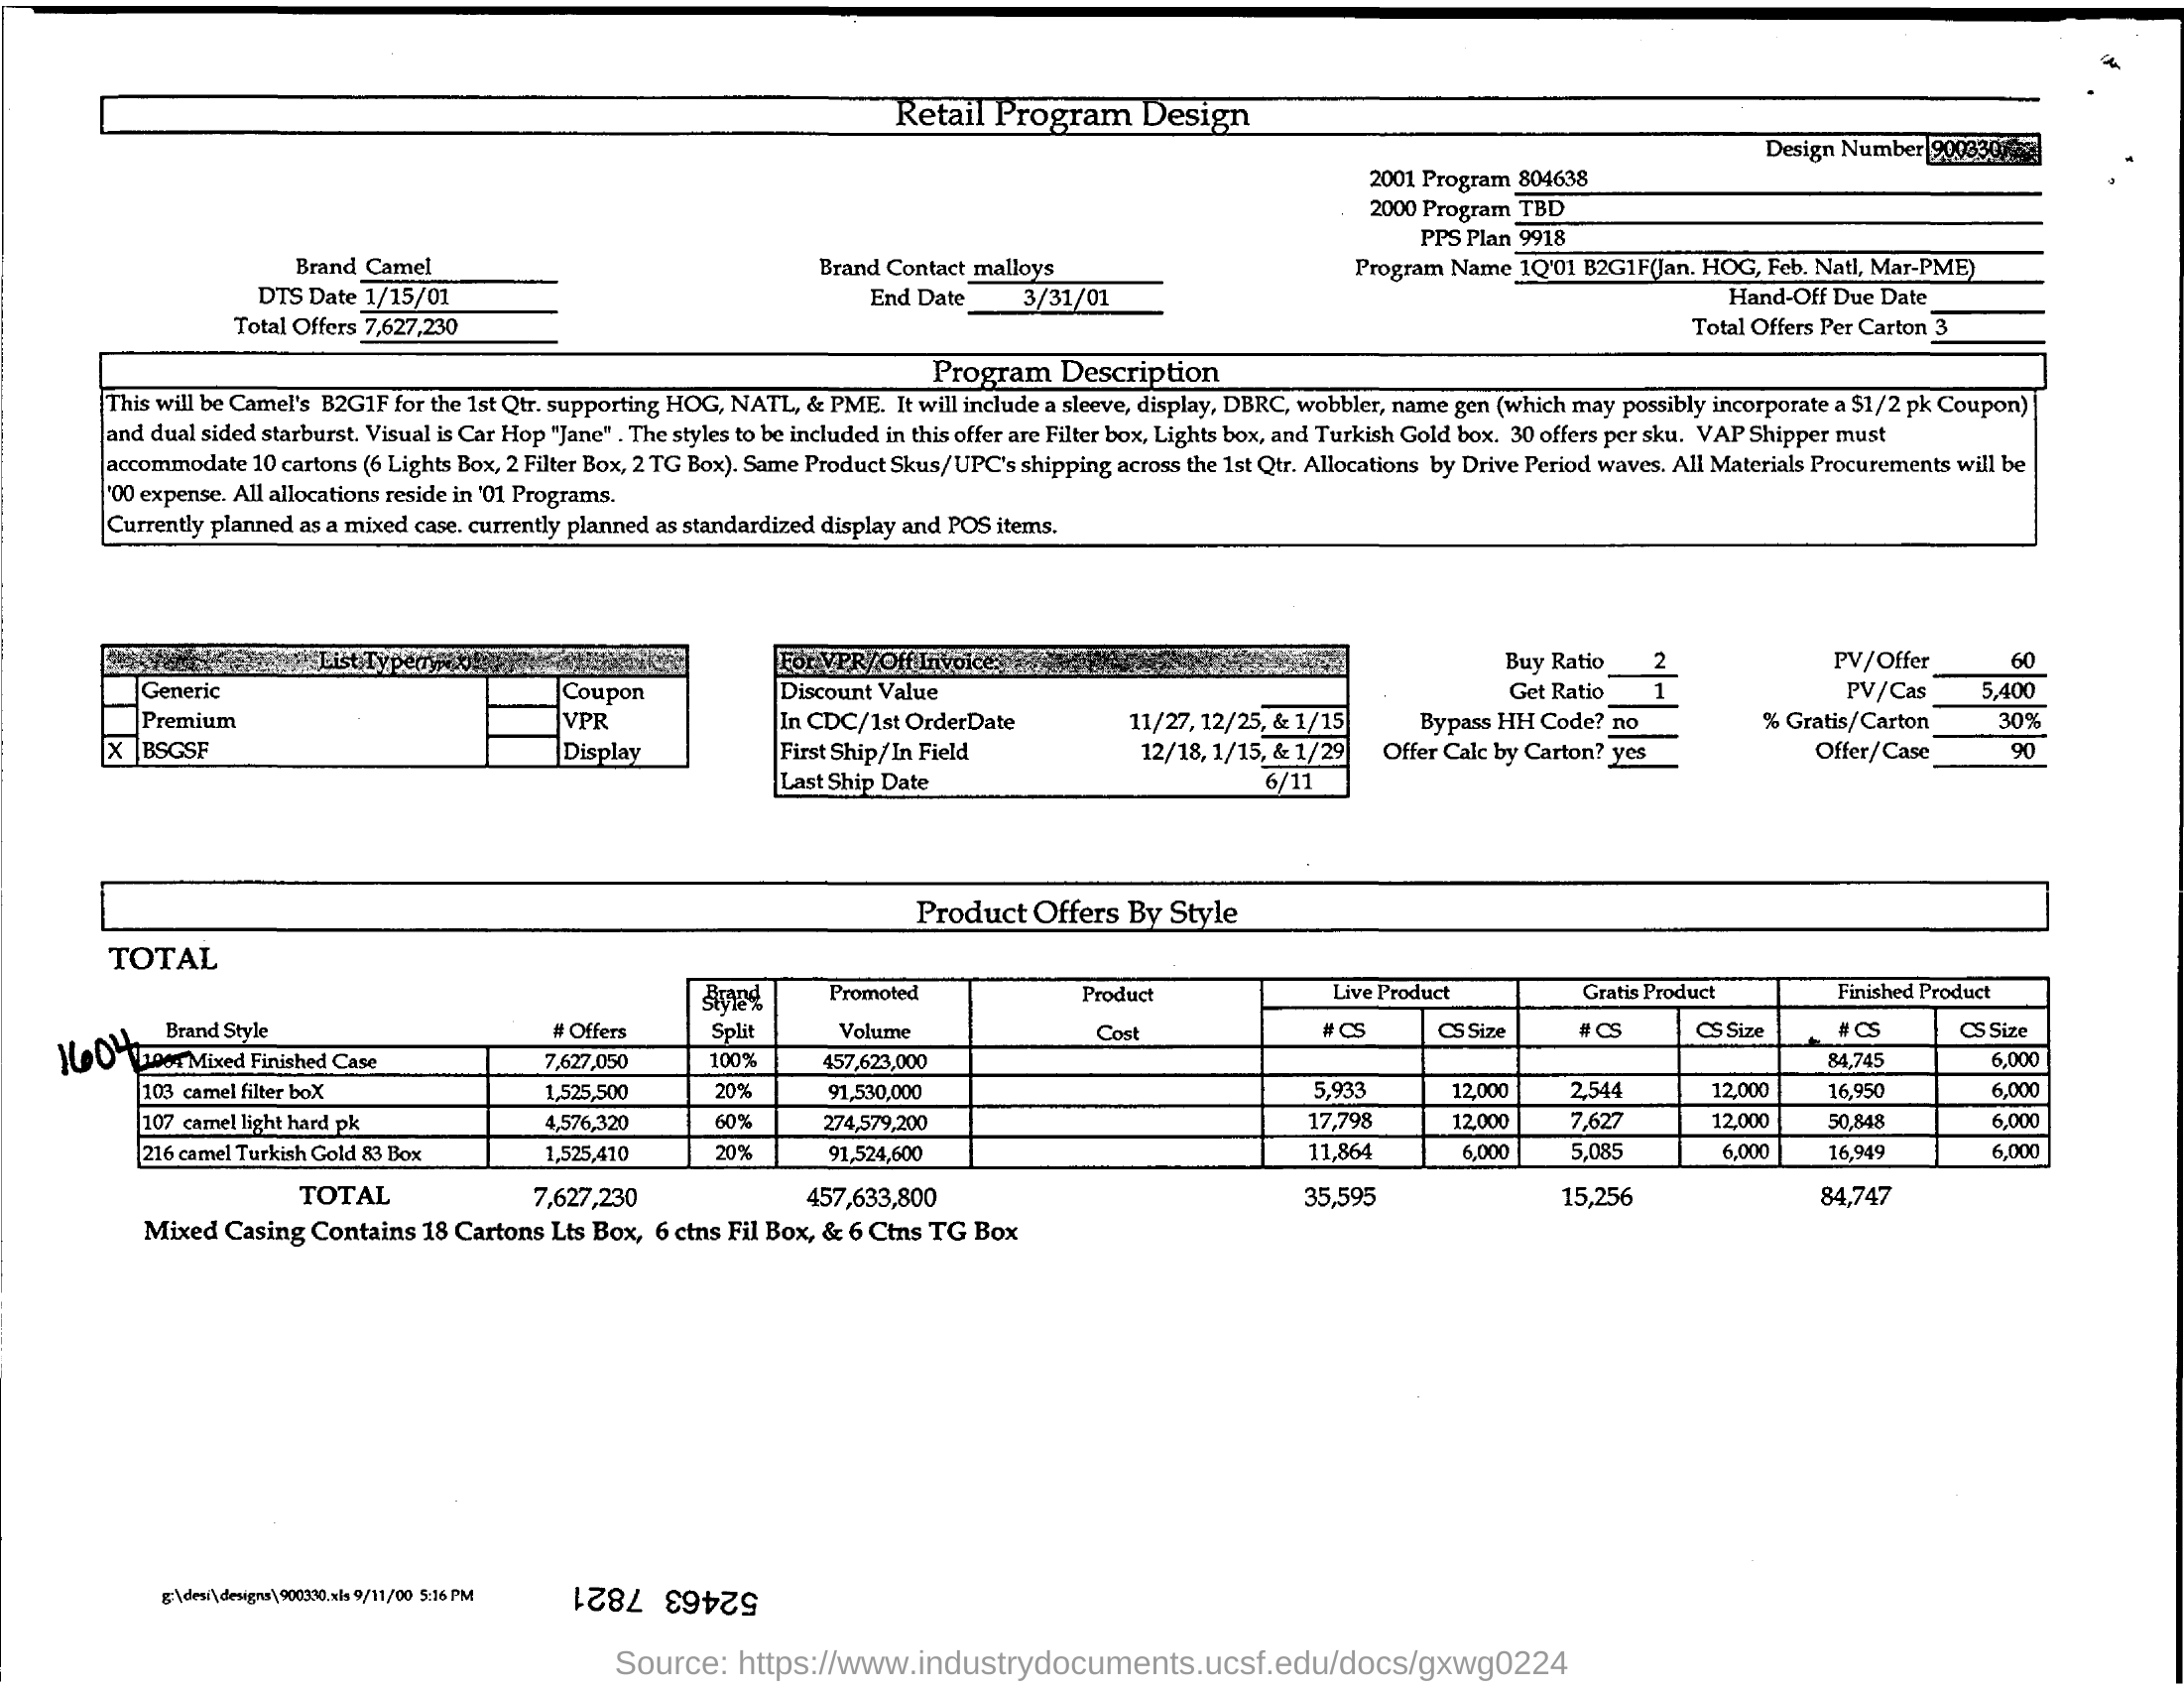 Retail Program Design
Design Number 900330
2001 Program 804638
2000 Program TBD
PPS Plan 9918
Brand Camel Brand Contact malloys Program Name 1Q'01 B2G1F(Jan. HOG, Feb. Natl, Mar-PME)
DTS Date 1/15/01 End Date 3/31/01 Hand-Off Due Date
Total Offers 7,627,230 Total Offers Per Carton 3
Program Description
This will be Camel's B2G1F for the 1st Qtr. supporting HOG, NATL, & PME. It will include a sleeve, display, DBRC, wobbler, name gen (which may possibly incorporate a $1/2 pk Coupon)
and dual sided starburst. Visual is Car Hop "Jane" . The styles to be included in this offer are Filter box, Lights box, and Turkish Gold box. 30 offers per sku. VAP Shipper must
accommodate 10 cartons (6 Lights Box, 2 Filter Box, 2 TG Box). Same Product Skus/UPC's shipping across the 1st Qtr. Allocations by Drive Period waves. All Materials Procurements will be
'00 expense. All allocations reside in '01 Programs.
Currently planned as a mixed case. currently planned as standardized display and POS items.
List Type(Type X) For VPR/Off Invoice: Buy Ratio 2 PV/Offer 60
Generic Coupon Discount Value Get Ratio 1 PV/Cas 5,400
Premium VPR In CDC/1st OrderDate 11/27, 12/25, & 1/15 Bypass HH Code? no % Gratis/Carton 30%
X BSGSF Display First Ship/In Field 12/18, 1/15, & 1/29 Offer Calc by Carton? yes Offer/Case 90
Last Ship Date 6/11
Product Offers By Style
TOTAL
Brand Style% Promoted Product Live Product Gratis Product Finished Product
Brand Style # Offers Split Volume Cost # CS CS Size # CS CS Size # CS CS Size
1604 Mixed Finished Case 7,627,050 100% 457,623,000 84,745 6,000
103 camel filter boX 1,525,500 20% 91,530,000 5,933 12,000 2,544 12,000 16,950 6,000
107 camel light hard pk 4,576,320 60% 274,579,200 17,798 12,000 7,627 12,000 50,848 6,000
216 camel Turkish Gold 83 Box 1,525,410 20% 91,524,600 11,864 6,000 5,085 6,000 16,949 6,000
TOTAL 7,627,230 457,633,800 35,595 15,256 84,747
Mixed Casing Contains 18 Cartons Lts Box, 6 ctns Fil Box, & 6 Ctns TG Box
g:\desi\designs\900330.xls 9/11/00 5:16 PM
52463 7821
Source: https://www.industrydocuments.ucsf.edu/docs/gxwg0224